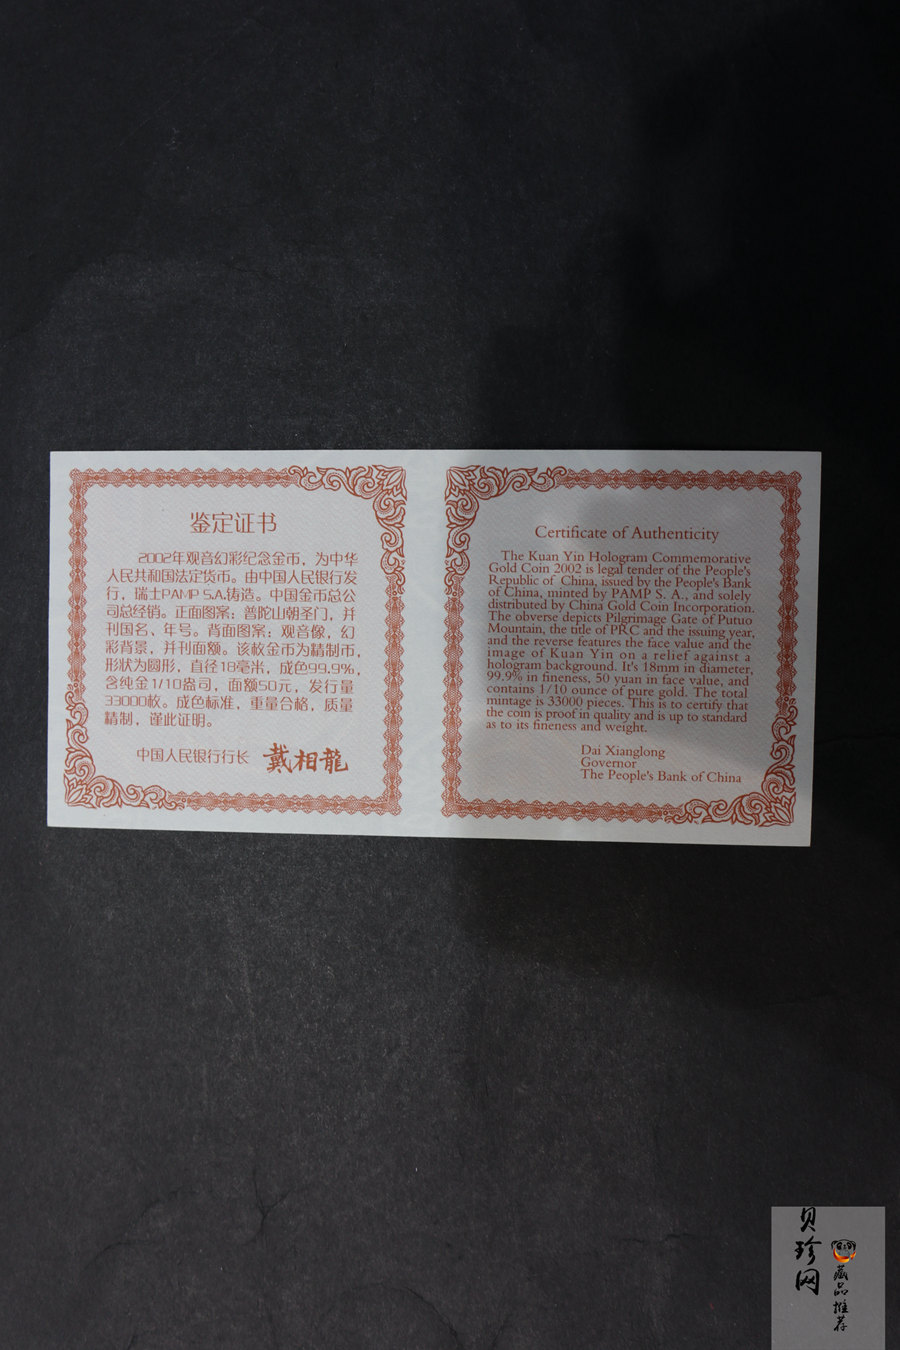 鉴定证书
2002年观音幻彩纪念金币，为中华
人民共和国法定货币。由中国人民银行发
行，瑞士PAMP S.A.铸造。中国金币总公
司总经销。正面图案：普陀山朝圣门，并
刊国名、年号。背面图案：观音像，幻
彩背景，并刊面额。该枚金币为精制币，
形状为圆形，直径18毫米，成色99.9%，
含纯金1/10盎司，面额50元，发行量
33000枚。成色标准，重量合格，质量
精制，谨此证明。
中国人民银行行长 戴相龍
Certificate of Authenticity
The Kuan Yin Hologram Commemorative
Gold Coin 2002 is legal tender of the People's
Republic of China, issued by the People's Bank
of China, minted by PAMP S. A., and solely
distributed by China Gold Coin Incorporation.
The obverse depicts Pilgrimage Gate of Putuo
Mountain, the title of PRC and the issuing year,
and the reverse features the face value and the
image of Kuan Yin on a relief against a
hologram background. It's 18mm in diameter,
99.9% in fineness, 50 yuan in face value, and
contains 1/10 ounce of pure gold. The total
mintage is 33000 pieces. This is to certify that
the coin is proof in quality and is up to standard
as to its fineness and weight.
Dai Xianglong
Governor
The People's Bank of China
贝珍网
藏品推荐